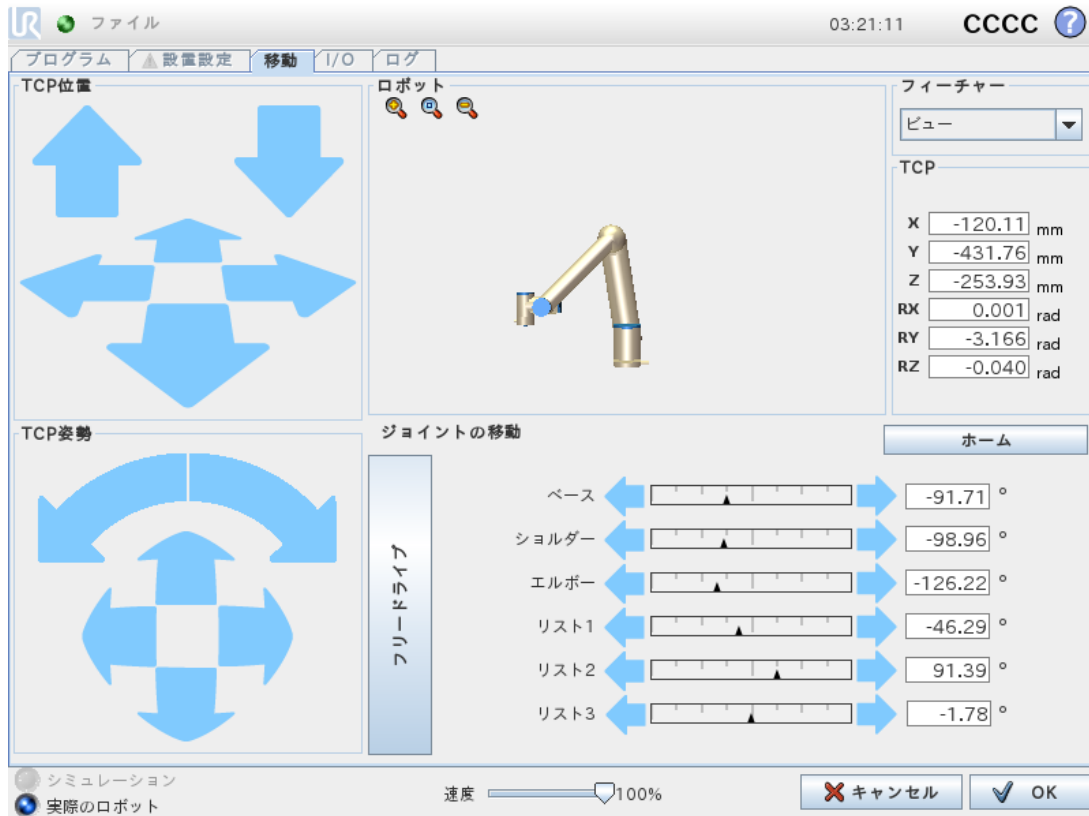 UR ファイル 03:21:11 CCCC ?
プログラム 設置設定 移動 I/O ログ
TCP位置
ロボット
フィーチャー
ビュー
TCP
X -120.11 mm
Y -431.76 mm
Z -253.93 mm
RX 0.001 rad
RY -3.166 rad
RZ -0.040 rad
TCP姿勢
ジョイントの移動
ホーム
フリードライブ
ベース -91.71 °
ショルダー -98.96 °
エルボー -126.22 °
リスト1 -46.29 °
リスト2 91.39 °
リスト3 -1.78 °
シミュレーション
実際のロボット
速度 100%
キャンセル
OK